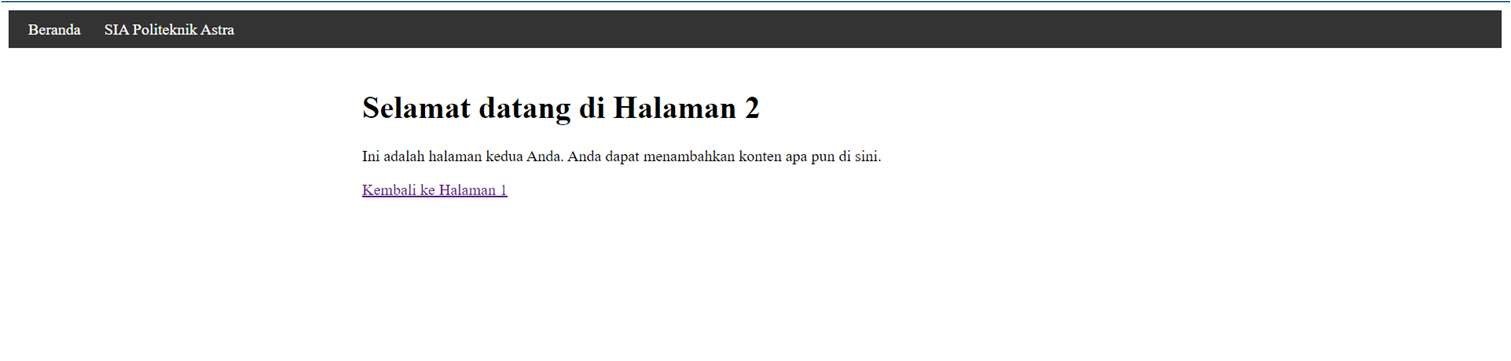 Beranda SIA Politeknik Astra
Selamat datang di Halaman 2
Ini adalah halaman kedua Anda. Anda dapat menambahkan konten apa pun di sini.
Kembali ke Halaman 1